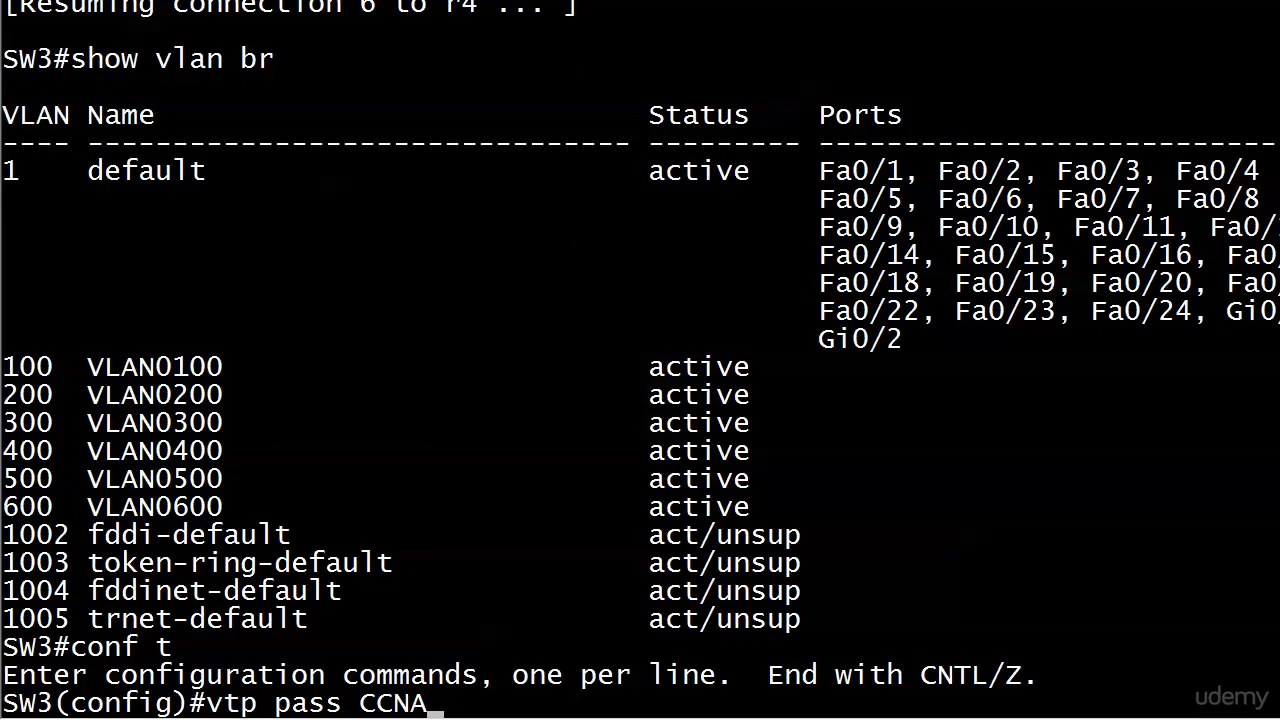 [Resuming connection 6 to r4 ... ]
SW3#show vlan br
VLAN Name                             Status    Ports
---- -------------------------------- --------- ---------------------------
1    default                          active    Fa0/1, Fa0/2, Fa0/3, Fa0/4
                                                Fa0/5, Fa0/6, Fa0/7, Fa0/8
                                                Fa0/9, Fa0/10, Fa0/11,
                                                Fa0/14, Fa0/15, Fa0/16,
                                                Fa0/18, Fa0/19, Fa0/20,
                                                Fa0/22, Fa0/23, Fa0/24,
                                                Gi0/2
100  VLAN0100                         active
200  VLAN0200                         active
300  VLAN0300                         active
400  VLAN0400                         active
500  VLAN0500                         active
600  VLAN0600                         active
1002 fddi-default                     act/unsup
1003 token-ring-default               act/unsup
1004 fddinet-default                  act/unsup
1005 trnet-default                    act/unsup
SW3#conf t
Enter configuration commands, one per line.  End with CNTL/Z.
SW3(config)#vtp pass CCNA
udemy